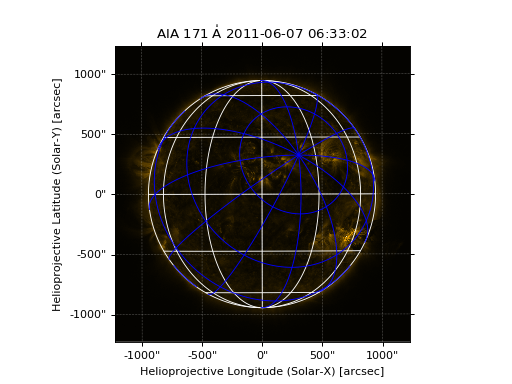 AIA 171 Å 2011-06-07 06:33:02
Helioprojective Latitude (Solar-Y) [arcsec]
1000"
500"
0"
-500"
-1000"
-1000" -500" 0" 500" 1000"
Helioprojective Longitude (Solar-X) [arcsec]